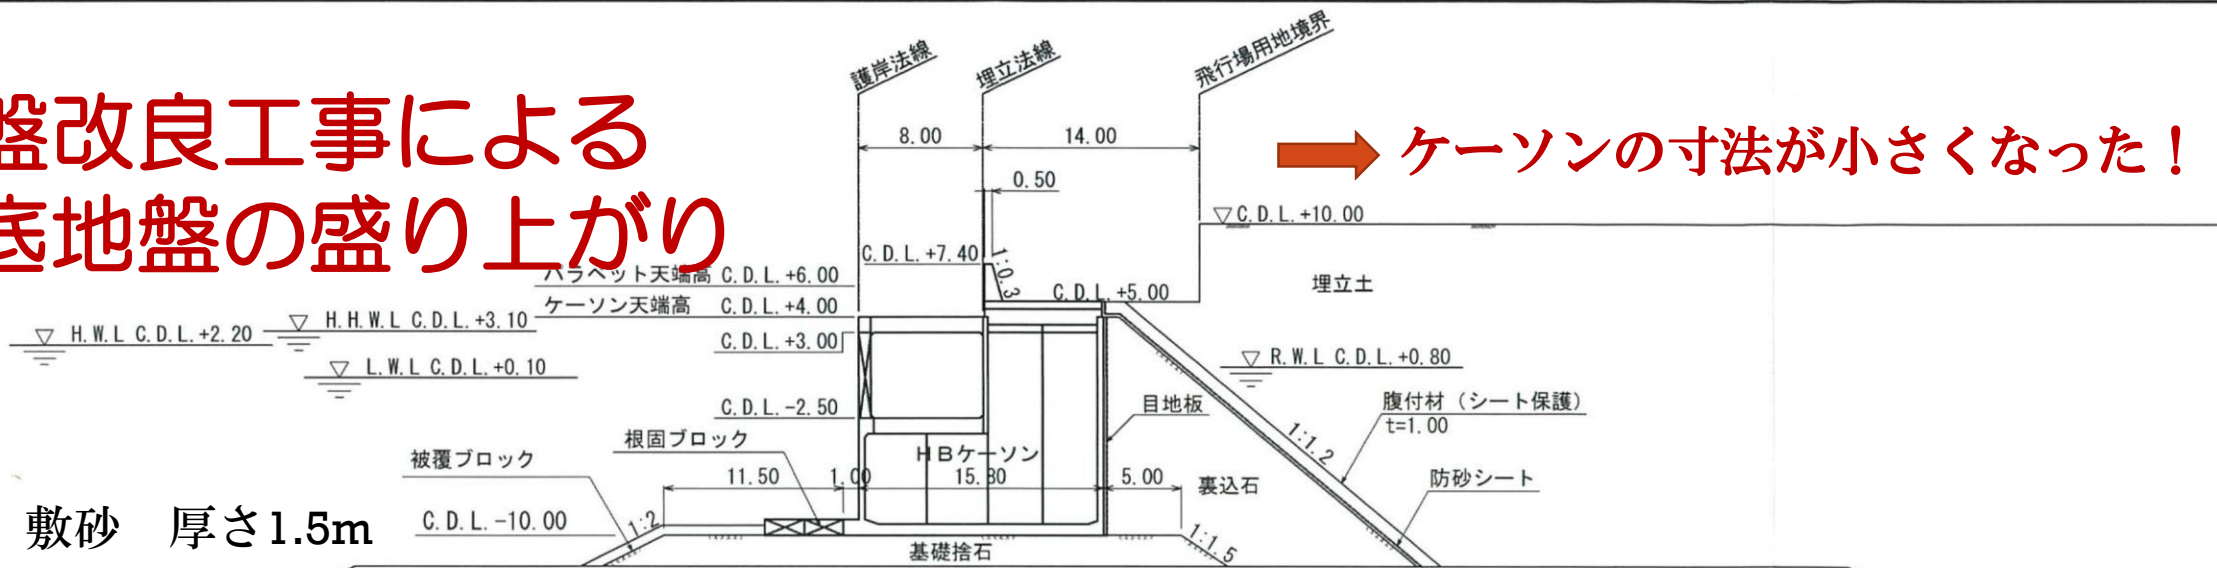 護岸法線
埋立法線
飛行場用地境界
盤改良工事による
8.00
14.00
ケーソンの寸法が小さくなった！
0.50
底地盤の盛り上がり
▽C.D.L.+10.00
C.D.L.+7.40
1:0.3
パラペット天端高 C.D.L.+6.00
C.D.L.+5.00
埋立土
ケーソン天端高 C.D.L.+4.00
▽ H.W.L C.D.L.+2.20
▽ H.H.W.L C.D.L.+3.10
C.D.L.+3.00
▽ L.W.L C.D.L.+0.10
▽ R.W.L C.D.L.+0.80
C.D.L.-2.50
目地板
腹付材（シート保護）
t=1.00
1:1.2
根固ブロック
被覆ブロック
HBケーソン
11.50
1.00
15.80
5.00
裏込石
防砂シート
敷砂　厚さ1.5m
C.D.L.-10.00
1:2
基礎捨石
1:1.5